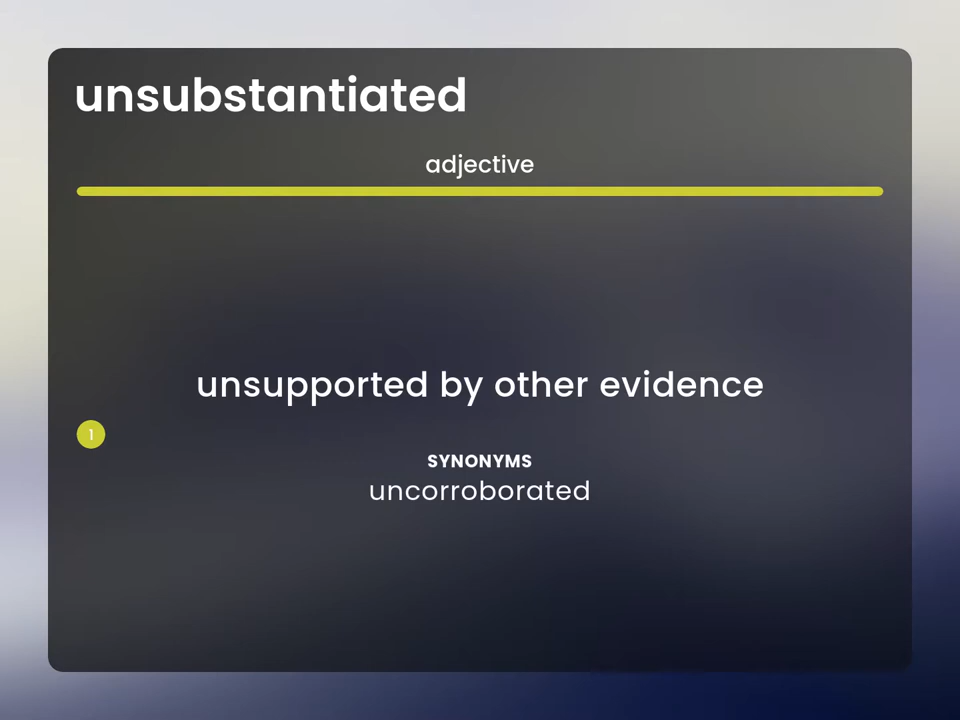 unsubstantiated
adjective
unsupported by other evidence
1
SYNONYMS
uncorroborated